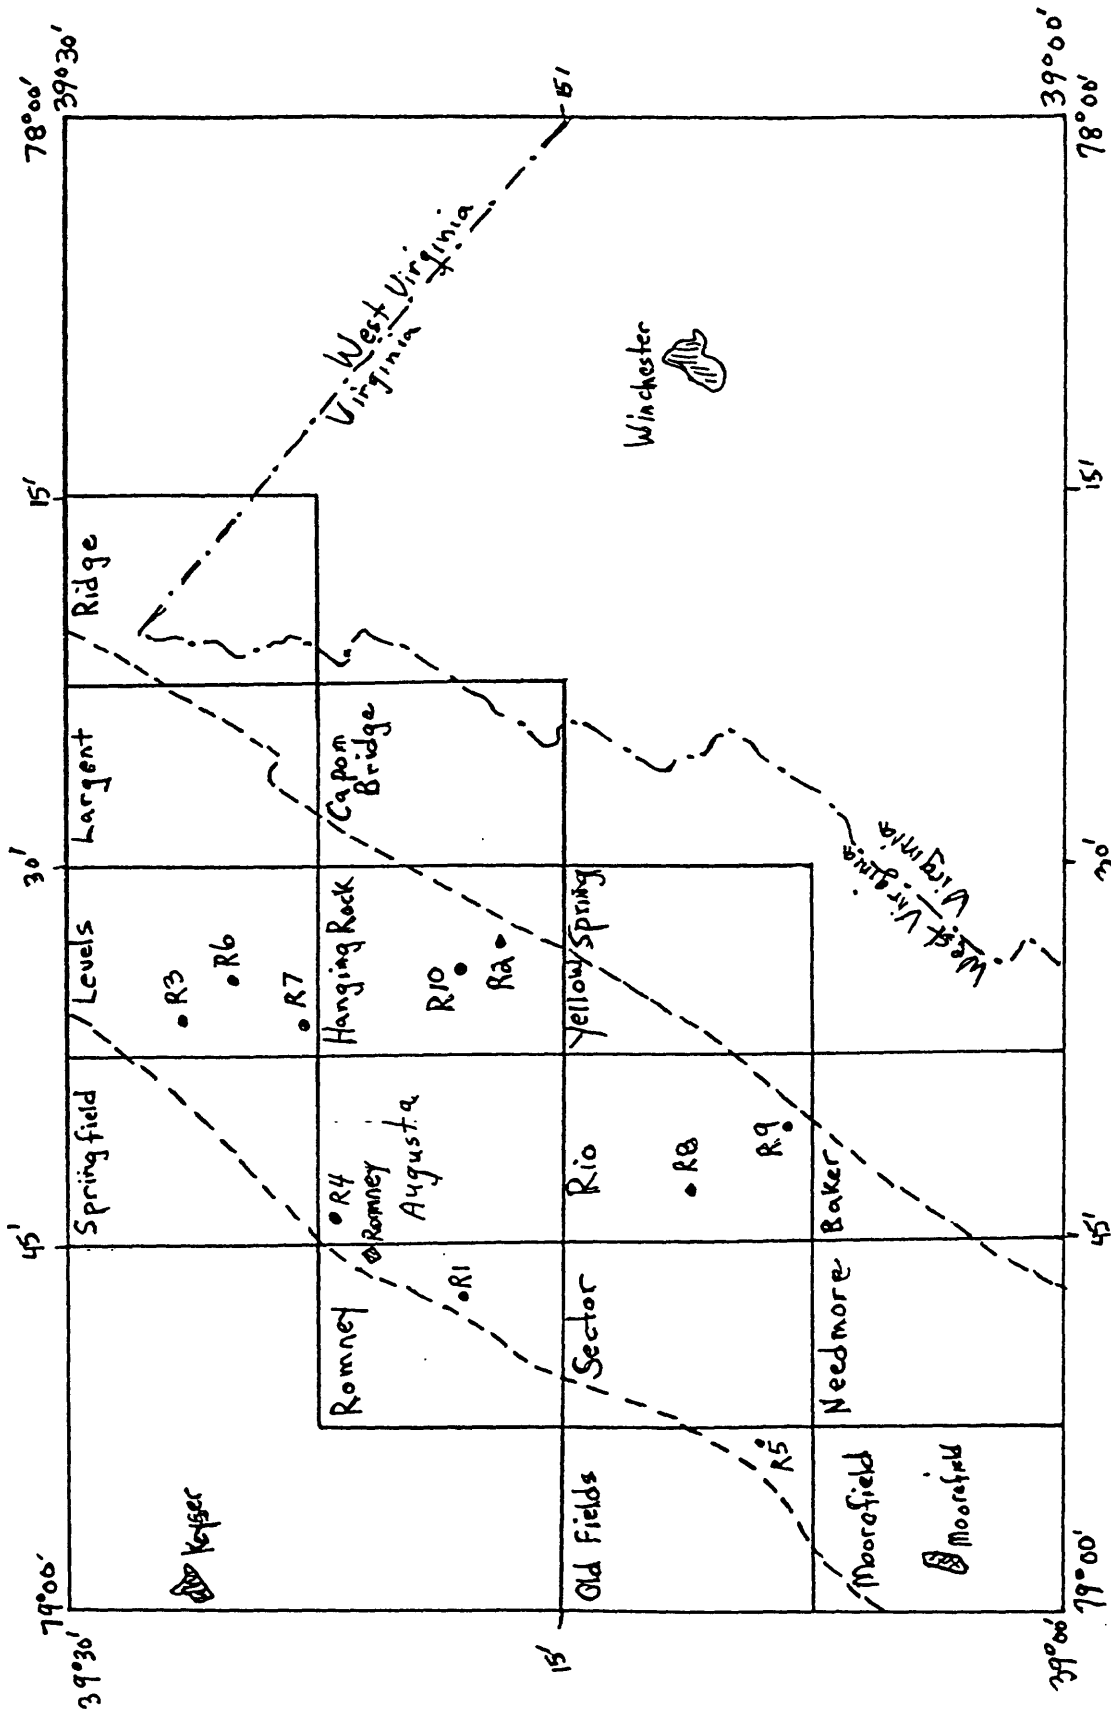 79°00'
45'
30'
15'
78°00'
39°30'
39°30'
Keyser
Springfield
Levels
Largent
Ridge
R3
R6
R7
West Virginia
Virginia
Romney
R4
Romney
Augusta
Hanging Rock
Capon
Bridge
R1
R10
R2
15'
15'
Old Fields
Sector
Rio
Yellow Spring
Winchester
R8
R5
R9
Moorefield
Needmore
Baker
West Virginia
Virginia
Moorefield
39°00'
39°00'
79°00'
45'
30'
15'
78°00'